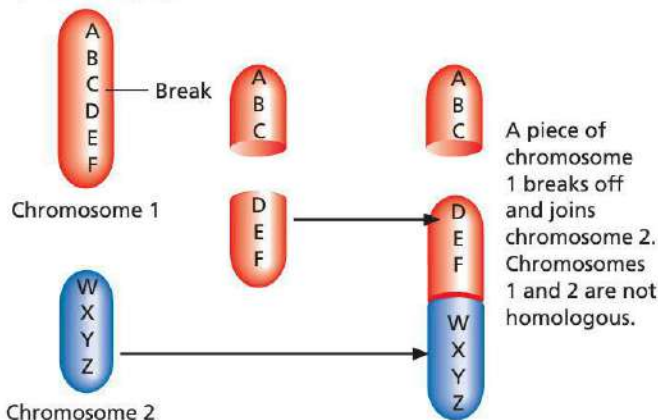 A
B
C
D
E
F
Break
Chromosome 1
A
B
C
D
E
F
W
X
Y
Z
Chromosome 2
A
B
C
D
E
F
W
X
Y
Z
A piece of
chromosome
1 breaks off
and joins
chromosome 2.
Chromosomes
1 and 2 are not
homologous.